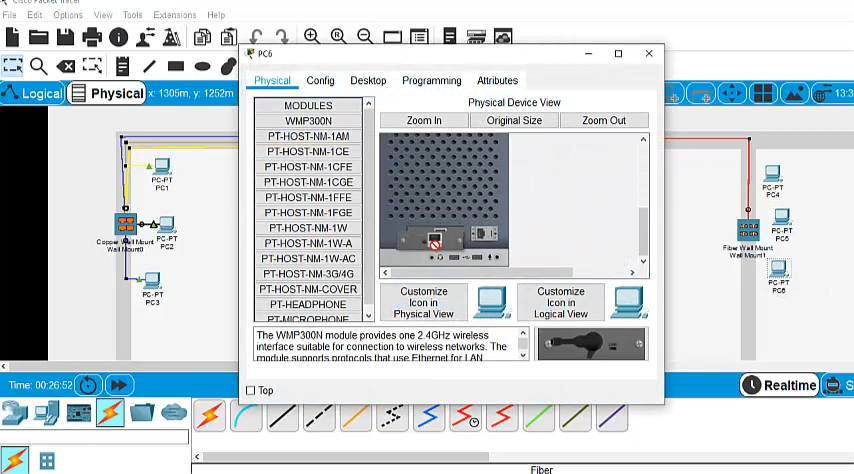 Cisco Packet Tracer
File Edit View Options Tools Extensions Help
PC6
Physical Config Desktop Programming Attributes
Logical Physical x: 1305m, y: 1252m
MODULES
WMP300N
PT-HOST-NM-1AM
PT-HOST-NM-1CE
PT-HOST-NM-1CFE
PT-HOST-NM-1CGE
PT-HOST-NM-1FFE
PT-HOST-NM-1FGE
PT-HOST-NM-1W
PT-HOST-NM-1W-A
PT-HOST-NM-1W-AC
PT-HOST-NM-3G/4G
PT-HOST-NM-COVER
PT-HEADPHONE
PT-MICROPHONE
Physical Device View
Zoom In Original Size Zoom Out
Customize
Icon in
Physical View
Customize
Icon in
Logical View
The WMP300N module provides one 2.4GHz wireless
interface suitable for connection to wireless networks. The
module supports protocols that use Ethernet for LAN
Top
PC-PT
PC1
PC-PT
PC2
Copper Wall Mount
Wall Mount0
PC-PT
PC3
PC-PT
PC4
PC-PT
PC5
Fiber Wall Mount
Wall Mount1
PC-PT
PC6
13:3
Time: 00:26:52
Realtime
S
Fiber